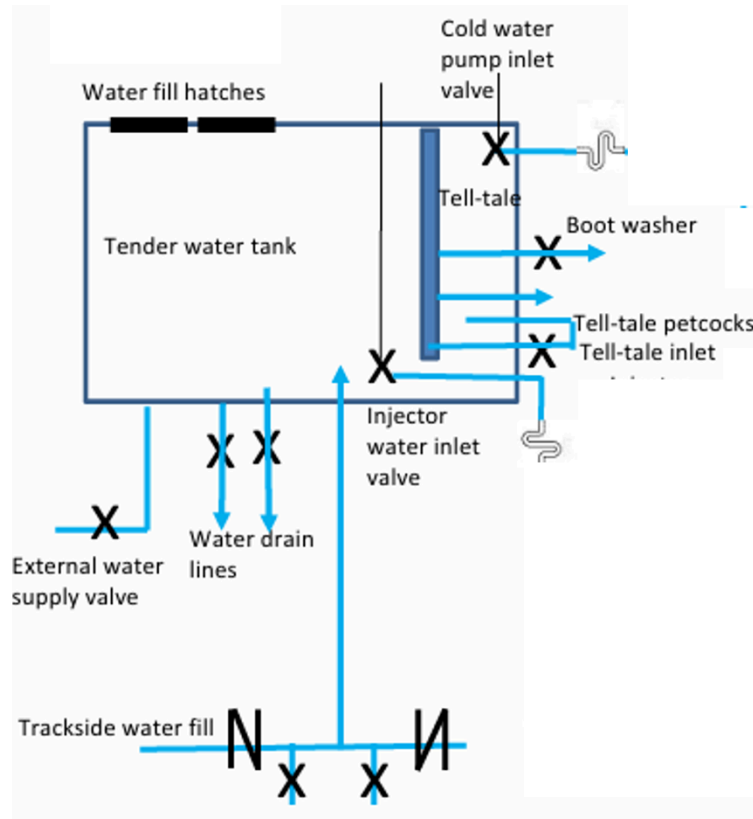 Cold water
pump inlet
valve
Water fill hatches
Tell-tale
Boot washer
Tender water tank
Tell-tale petcocks
Tell-tale inlet
Injector
water inlet
valve
Water drain
lines
External water
supply valve
Trackside water fill